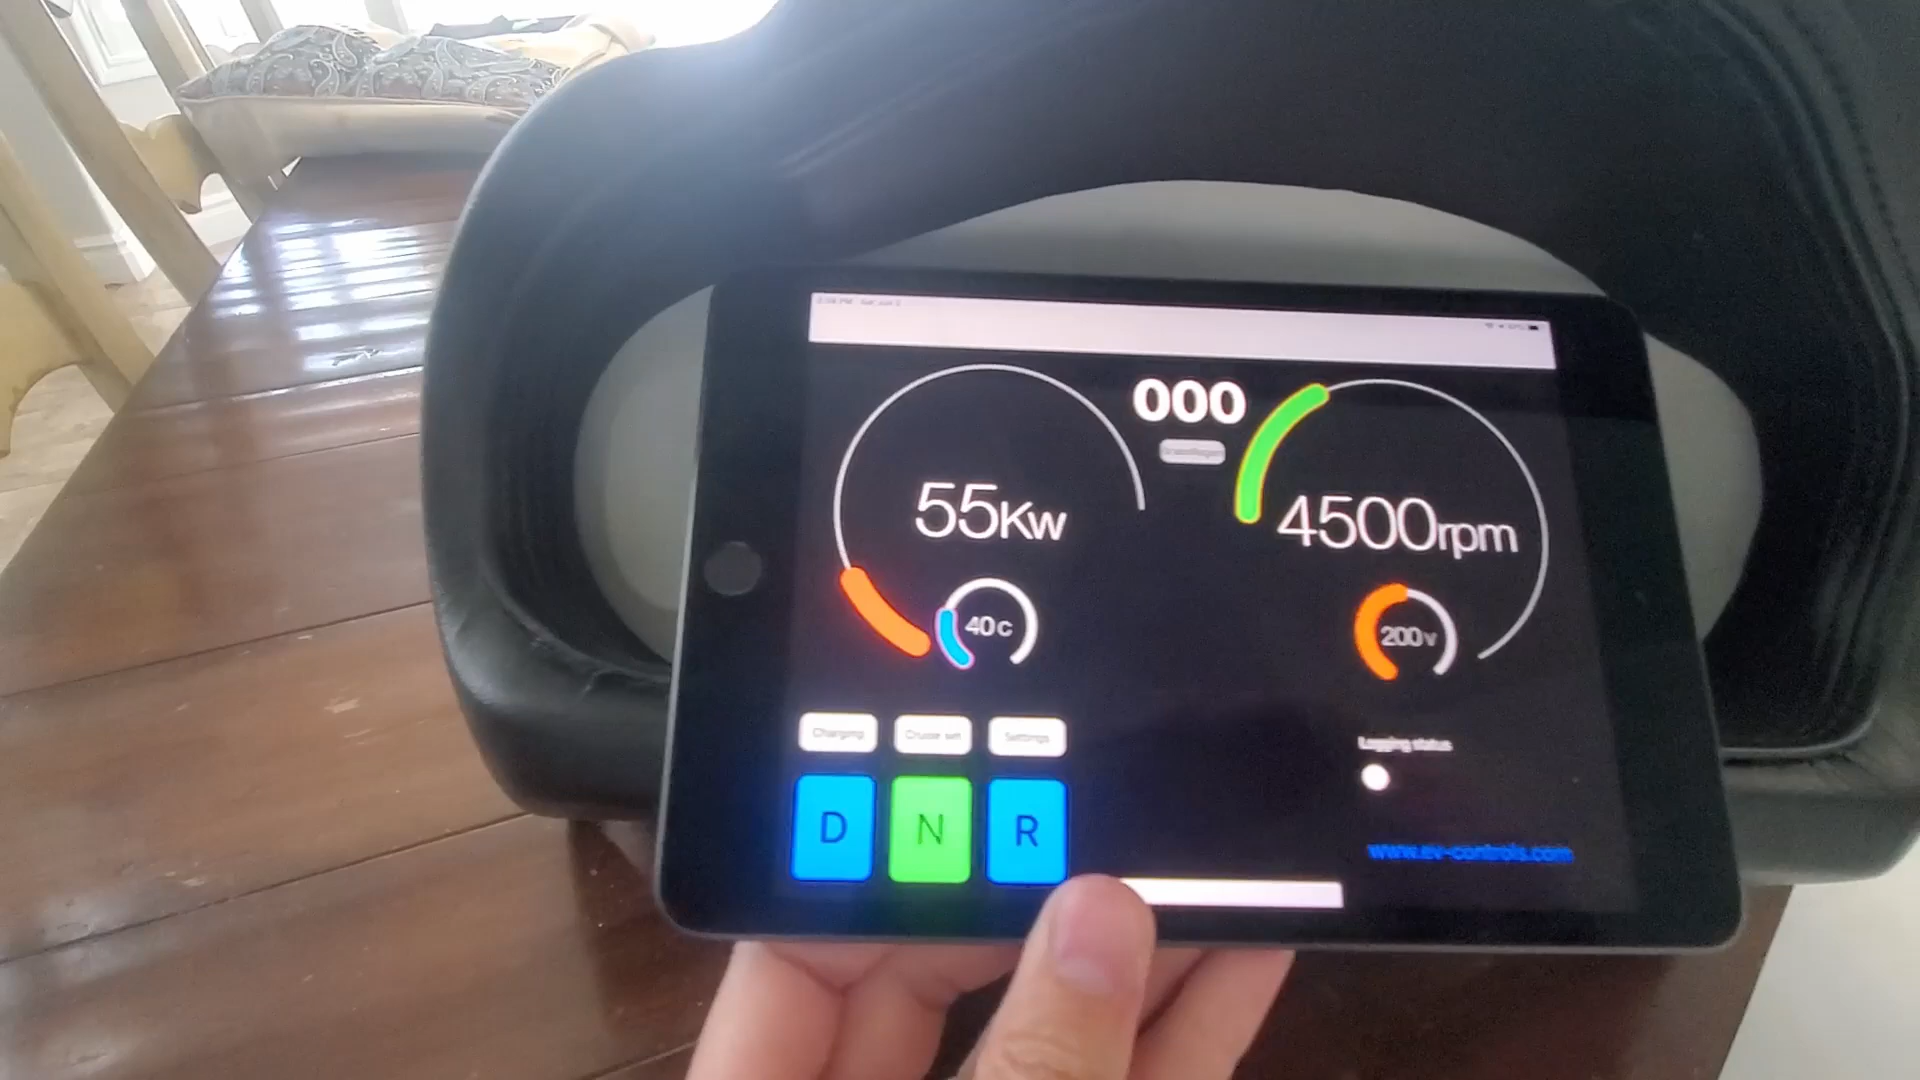 000
55Kw
4500rpm
40c
200v
Charging
Cruise set
Settings
Logging status
D
N
R
www.ev-controls.com